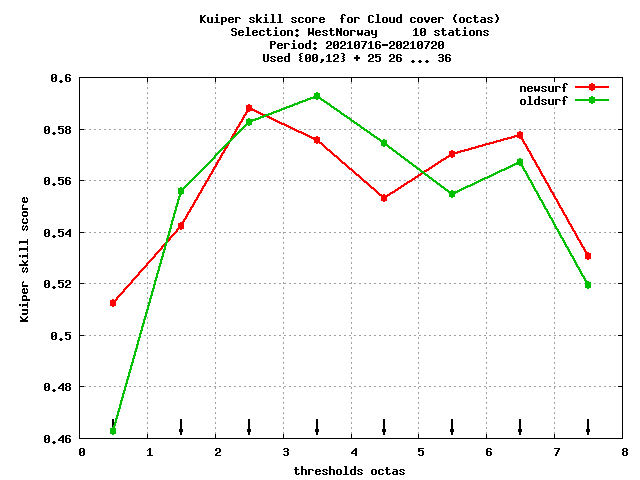 Kuiper skill score  for Cloud cover (octas)
Selection: WestNorway     10 stations
Period: 20210716-20210720
Used {00,12} + 25 26 ... 36
newsurf
oldsurf
0.6
0.58
0.56
0.54
0.52
0.5
0.48
0.46
Kuiper skill score
0 1 2 3 4 5 6 7 8
thresholds octas